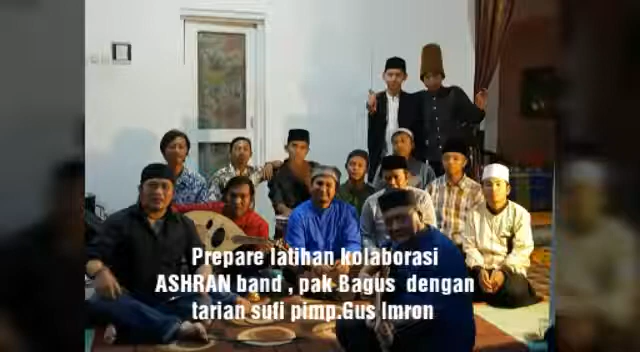 Prepare latihan kolaborasi
ASHRAN band , pak Bagus dengan
tarian sufi pimp.Gus Imron